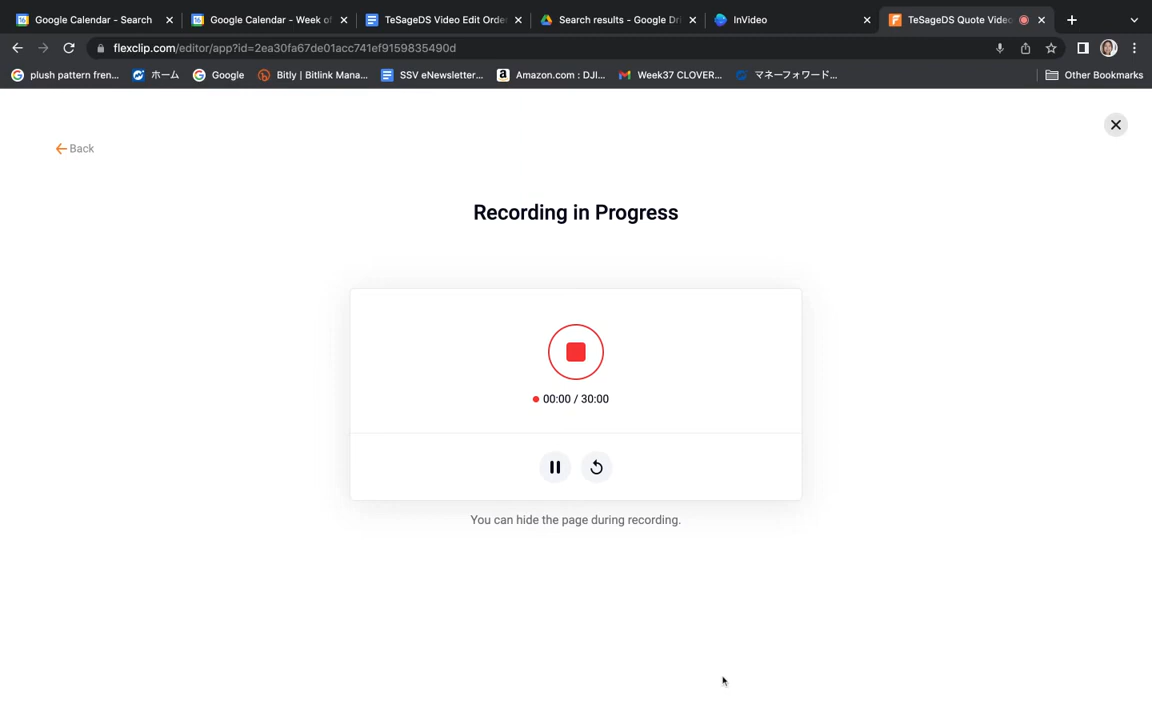 Google Calendar - Search
Google Calendar - Week of
TeSageDS Video Edit Orde
Search results - Google Dri
InVideo
TeSageDS Quote Video
flexclip.com/editor/app?id=2ea30fa67de01acc741ef9159835490d
plush pattern fren...
ホーム
Google
Bitly | Bitlink Mana...
SSV eNewsletter...
Amazon.com : DJI...
Week37 CLOVER...
マネーフォワード...
Other Bookmarks
Back
Recording in Progress
00:00 / 30:00
You can hide the page during recording.